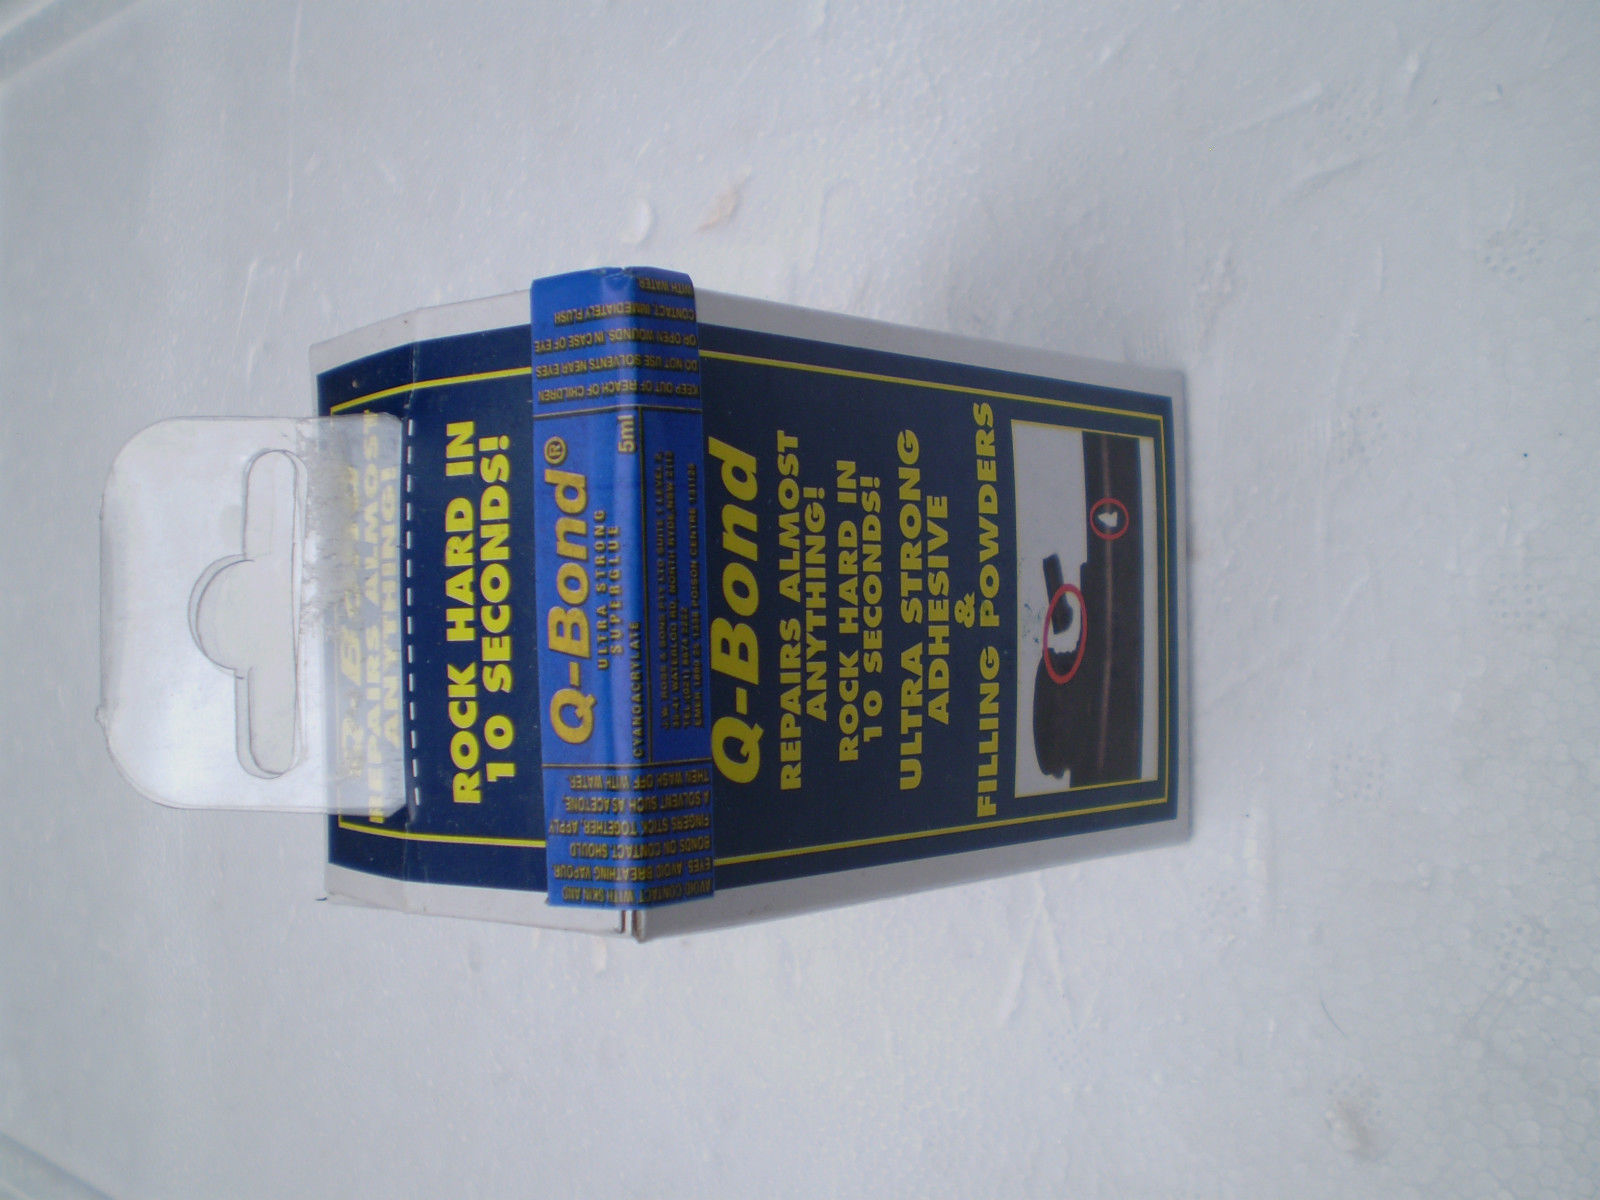 REPAIRS ALMOST
ANYTHING!
ROCK HARD IN
10 SECONDS!
WITH WATER.
CONTACT, IMMEDIATELY FLUSH
OR OPEN WOUNDS. IN CASE OF EYE
DO NOT USE SOLVENTS NEAR EYES
KEEP OUT OF REACH OF CHILDREN
Q-Bond®
ULTRA STRONG
SUPERGLUE
5ml
CYANOACRYLATE
THEN WASH OFF WITH WATER.
A SOLVENT SUCH AS ACETONE,
FINGERS STICK TOGETHER, APPLY
BONDS ON CONTACT. SHOULD
EYES. AVOID BREATHING VAPOUR
AVOID CONTACT WITH SKIN AND
Q-Bond
REPAIRS ALMOST
ANYTHING!
ROCK HARD IN
10 SECONDS!
ULTRA STRONG
ADHESIVE
&
FILLING POWDERS